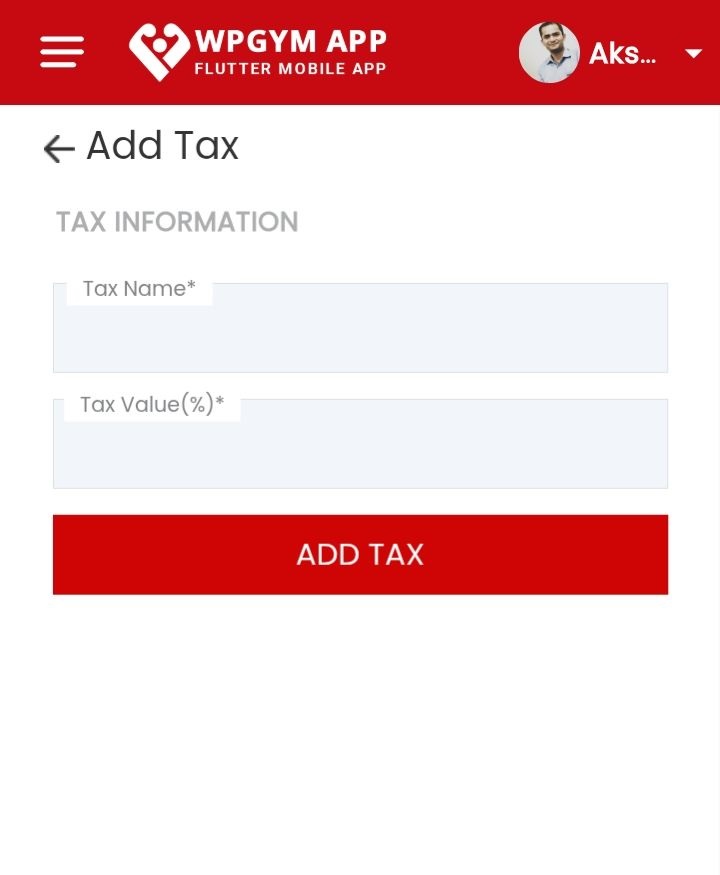 WPGYM APP
FLUTTER MOBILE APP
Aks...
Add Tax
TAX INFORMATION
Tax Name*
Tax Value(%)*
ADD TAX